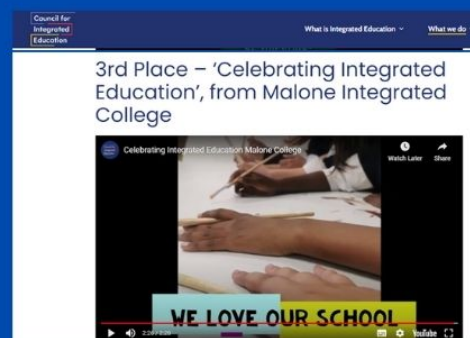 Council for
Integrated
Education
What is Integrated Education
What we do
3rd Place – 'Celebrating Integrated
Education', from Malone Integrated
College
Celebrating Integrated Education Malone College
Watch Later
Share
WE LOVE OUR SCHOOL
YouTube